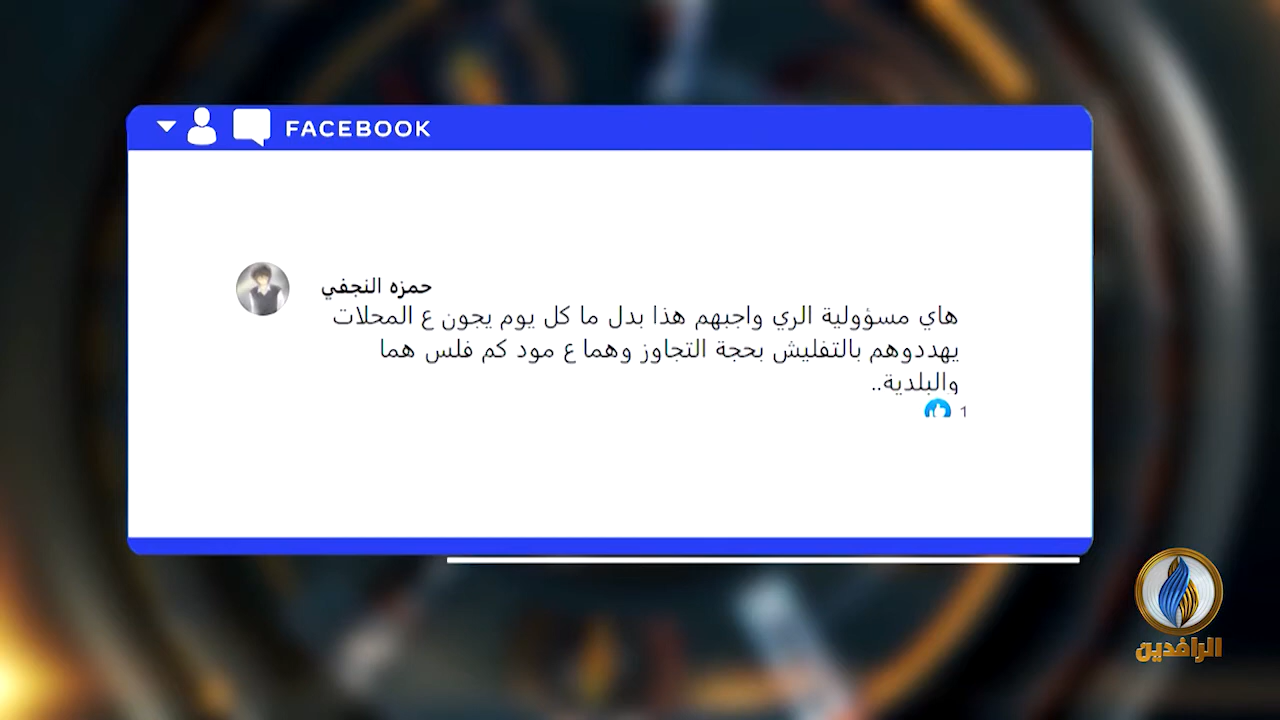 FACEBOOK
حمزه النجفي
هاي مسؤولية الري واجبهم هذا بدل ما كل يوم يجون ع المحلات
يهددوهم بالتفليش بحجة التجاوز وهما ع مود كم فلس هما
والبلدية..
1
الرافدين